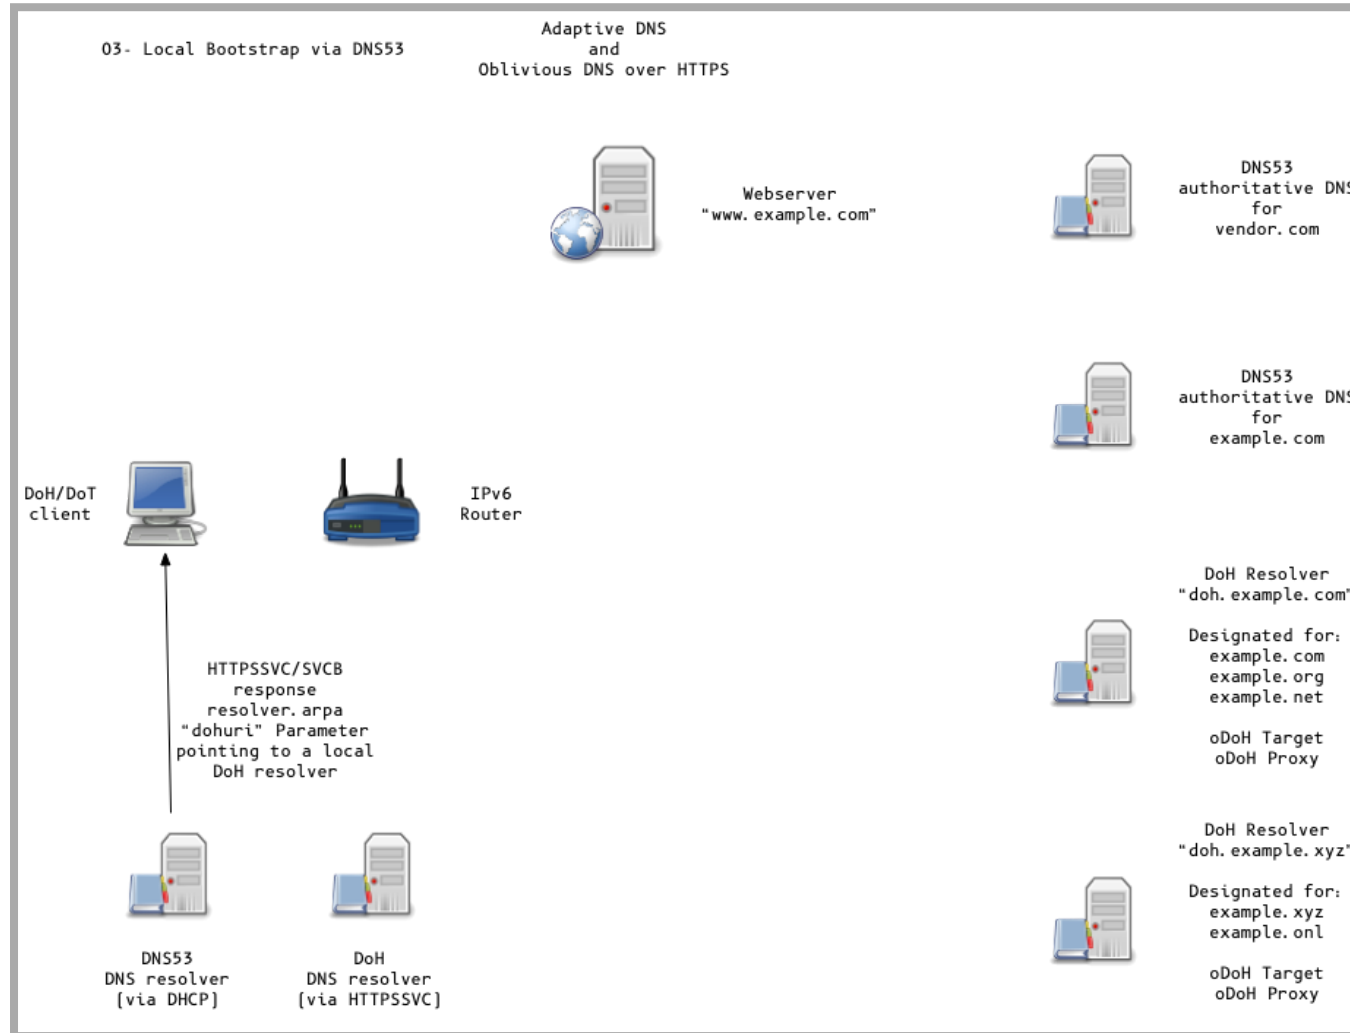 03- Local Bootstrap via DNS53
Adaptive DNS
and
Oblivious DNS over HTTPS
Webserver
"www.example.com"
DNS53
authoritative DNS
for
vendor.com
DNS53
authoritative DNS
for
example.com
DoH/DoT
client
IPv6
Router
HTTPSSVC/SVCB
response
resolver.arpa
"dohuri" Parameter
pointing to a local
DoH resolver
DoH Resolver
"doh.example.com"
Designated for:
example.com
example.org
example.net
oDoH Target
oDoH Proxy
DoH Resolver
"doh.example.xyz"
Designated for:
example.xyz
example.onl
oDoH Target
oDoH Proxy
DNS53
DNS resolver
[via DHCP]
DoH
DNS resolver
[via HTTPSSVC]